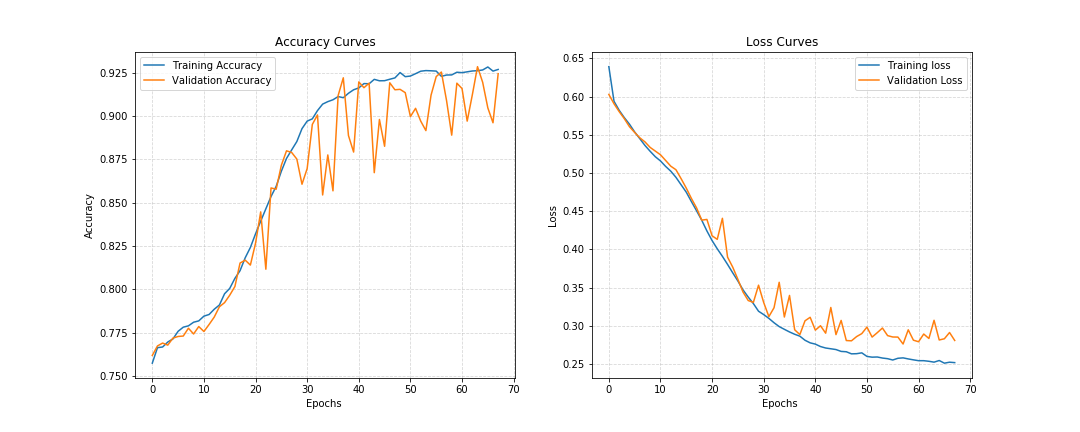 Accuracy Curves
Training Accuracy
Validation Accuracy
0.925
0.900
0.875
0.850
0.825
0.800
0.775
0.750
Accuracy
0 10 20 30 40 50 60 70
Epochs
Loss Curves
Training loss
Validation Loss
0.65
0.60
0.55
0.50
0.45
0.40
0.35
0.30
0.25
Loss
0 10 20 30 40 50 60 70
Epochs